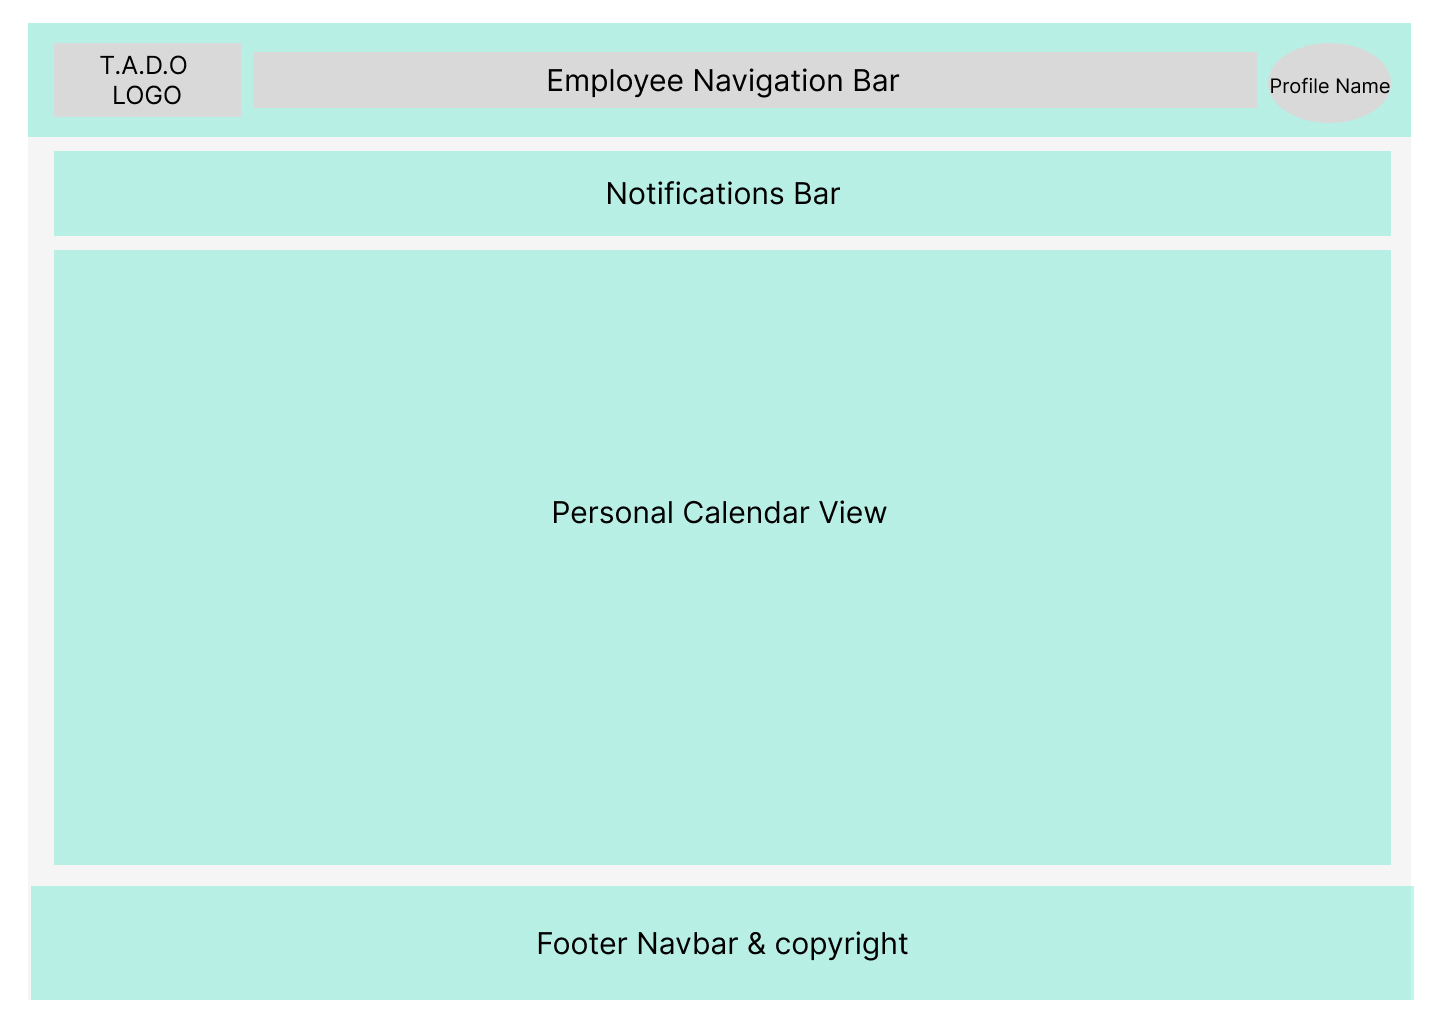 T.A.D.O
LOGO
Employee Navigation Bar
Profile Name
Notifications Bar
Personal Calendar View
Footer Navbar & copyright